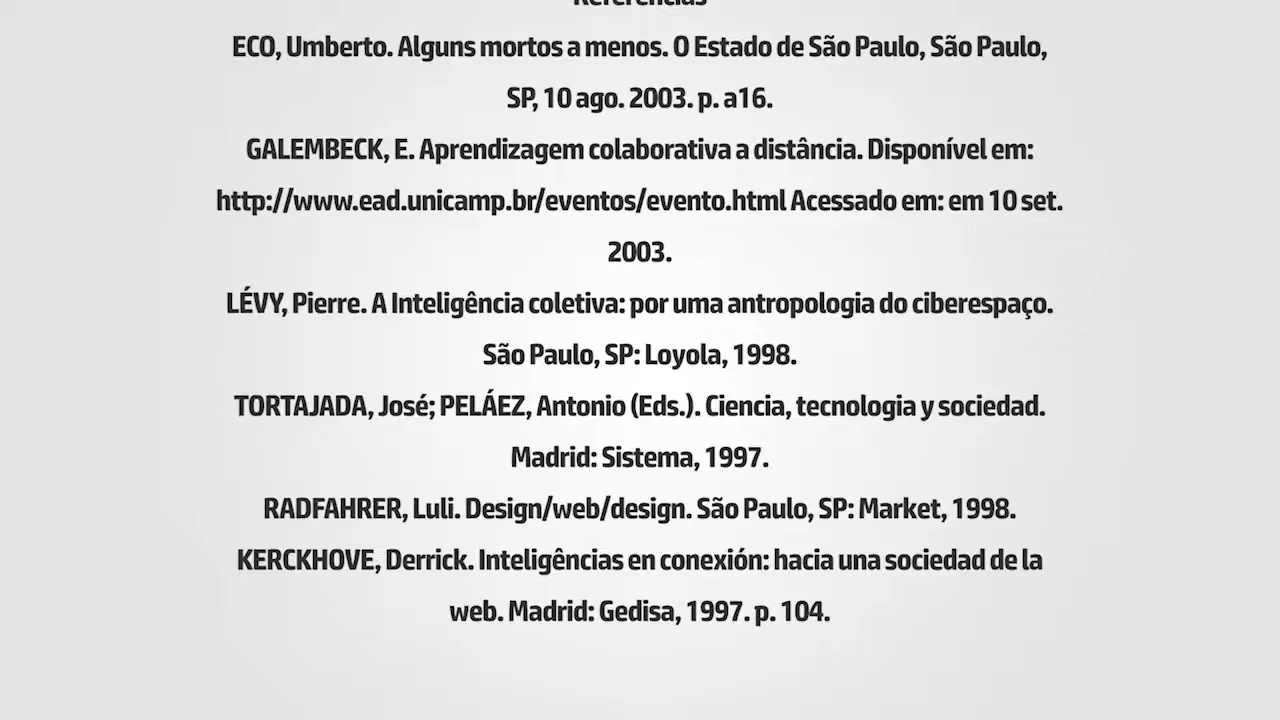 Referências
ECO, Umberto. Alguns mortos a menos. O Estado de São Paulo, São Paulo,
SP, 10 ago. 2003. p. a16.
GALEMBECK, E. Aprendizagem colaborativa a distância. Disponível em:
http://www.ead.unicamp.br/eventos/evento.html Acessado em: em 10 set.
2003.
LÉVY, Pierre. A Inteligência coletiva: por uma antropologia do ciberespaço.
São Paulo, SP: Loyola, 1998.
TORTAJADA, José; PELÁEZ, Antonio (Eds.). Ciencia, tecnologia y sociedad.
Madrid: Sistema, 1997.
RADFAHRER, Luli. Design/web/design. São Paulo, SP: Market, 1998.
KERCKHOVE, Derrick. Inteligências en conexión: hacia una sociedad de la
web. Madrid: Gedisa, 1997. p. 104.